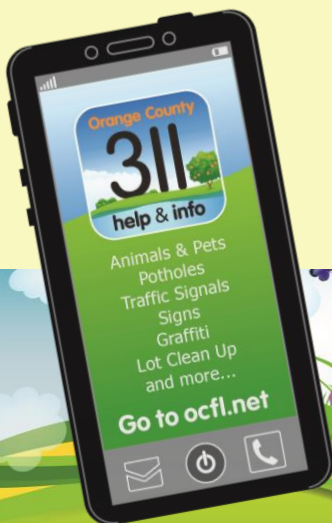 Orange County
311
help & info
Animals & Pets
Potholes
Traffic Signals
Signs
Graffiti
Lot Clean Up
and more...
Go to ocfl.net